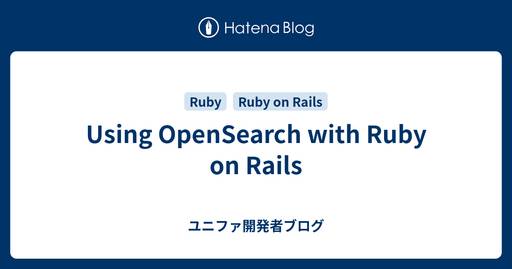 Hatena Blog
Ruby Ruby on Rails
Using OpenSearch with Ruby
on Rails
ユニファ開発者ブログ